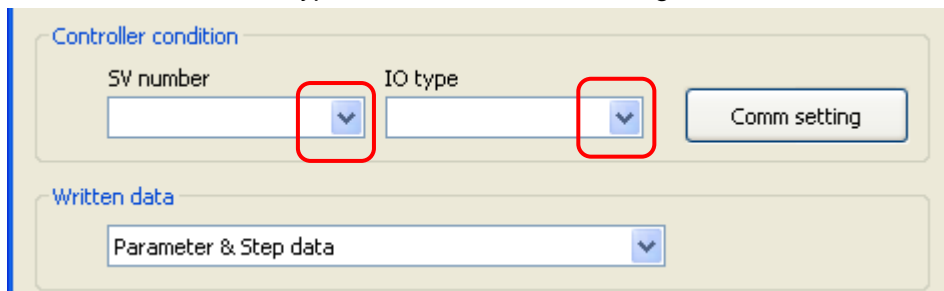 Controller condition
SV number IO type
Comm setting
Written data
Parameter & Step data